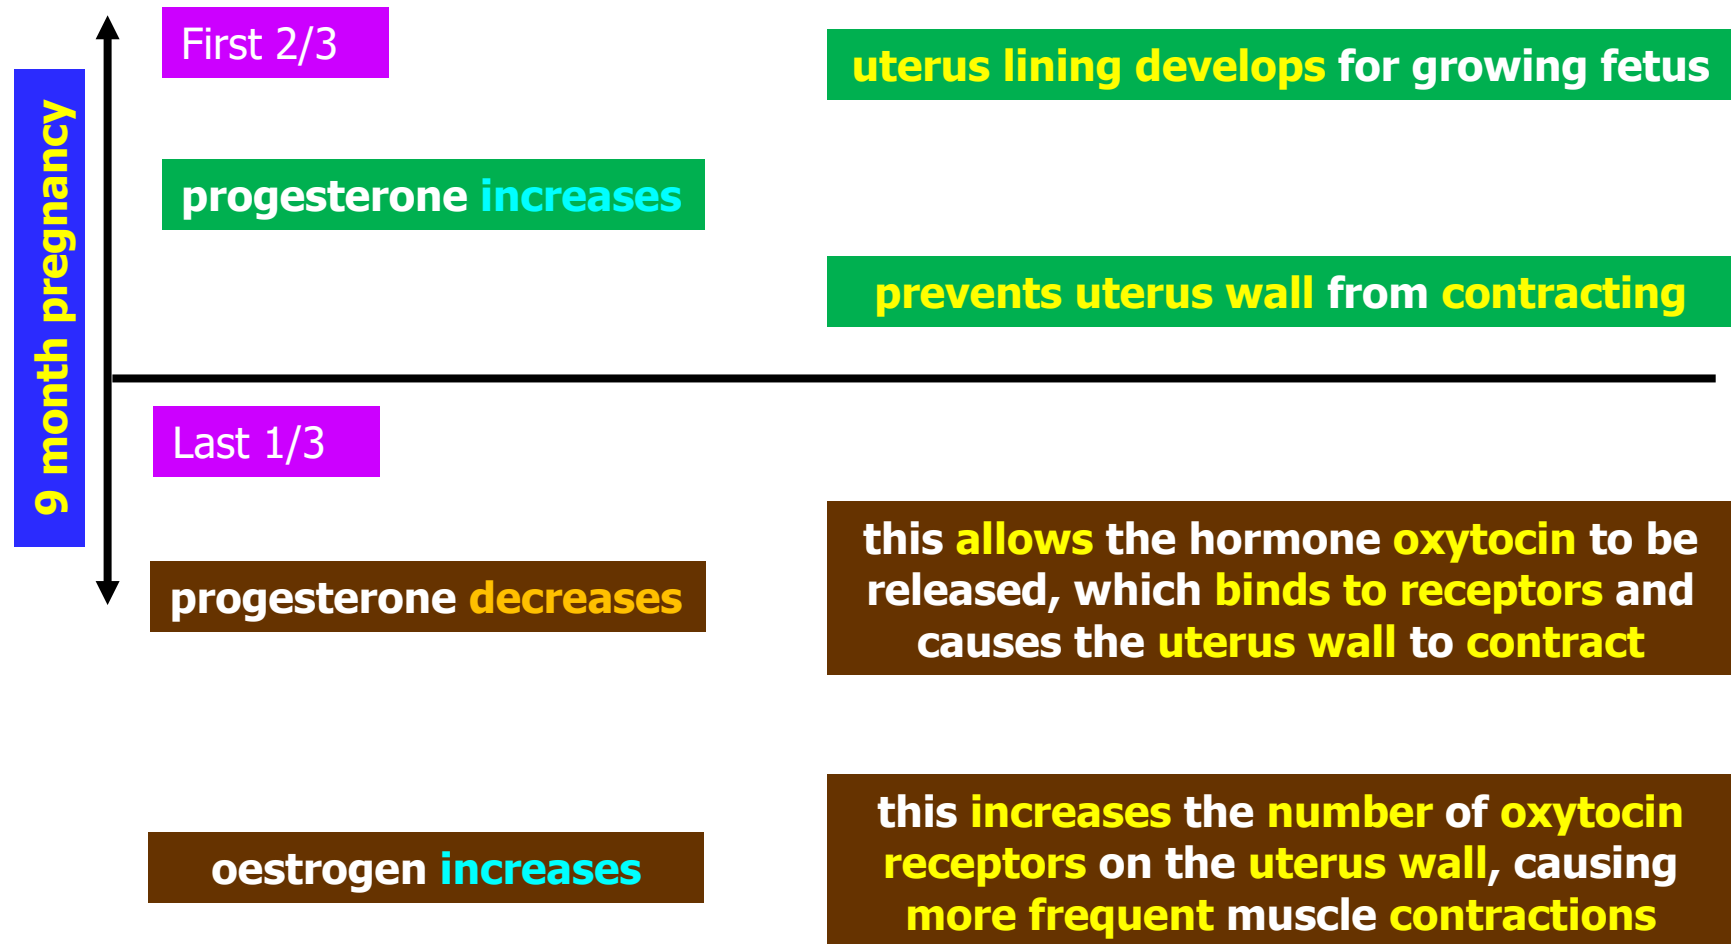 9 month pregnancy
First 2/3
uterus lining develops for growing fetus
progesterone increases
prevents uterus wall from contracting
Last 1/3
progesterone decreases
this allows the hormone oxytocin to be
released, which binds to receptors and
causes the uterus wall to contract
oestrogen increases
this increases the number of oxytocin
receptors on the uterus wall, causing
more frequent muscle contractions